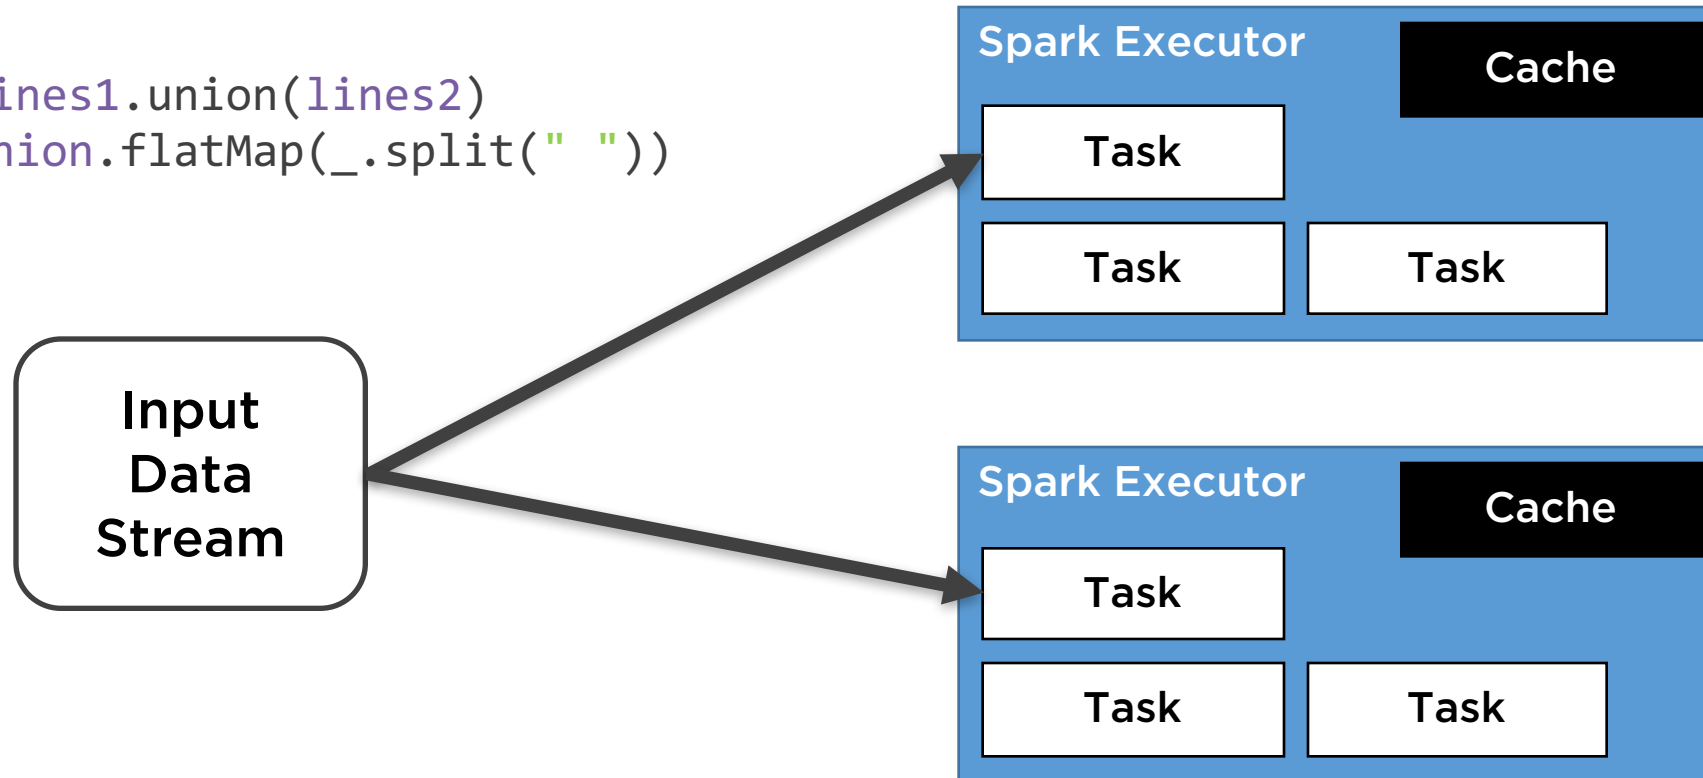 ines1.union(lines2)
nion.flatMap(_.split(" "))
Input
Data
Stream
Spark Executor
Cache
Task
Task
Task
Spark Executor
Cache
Task
Task
Task